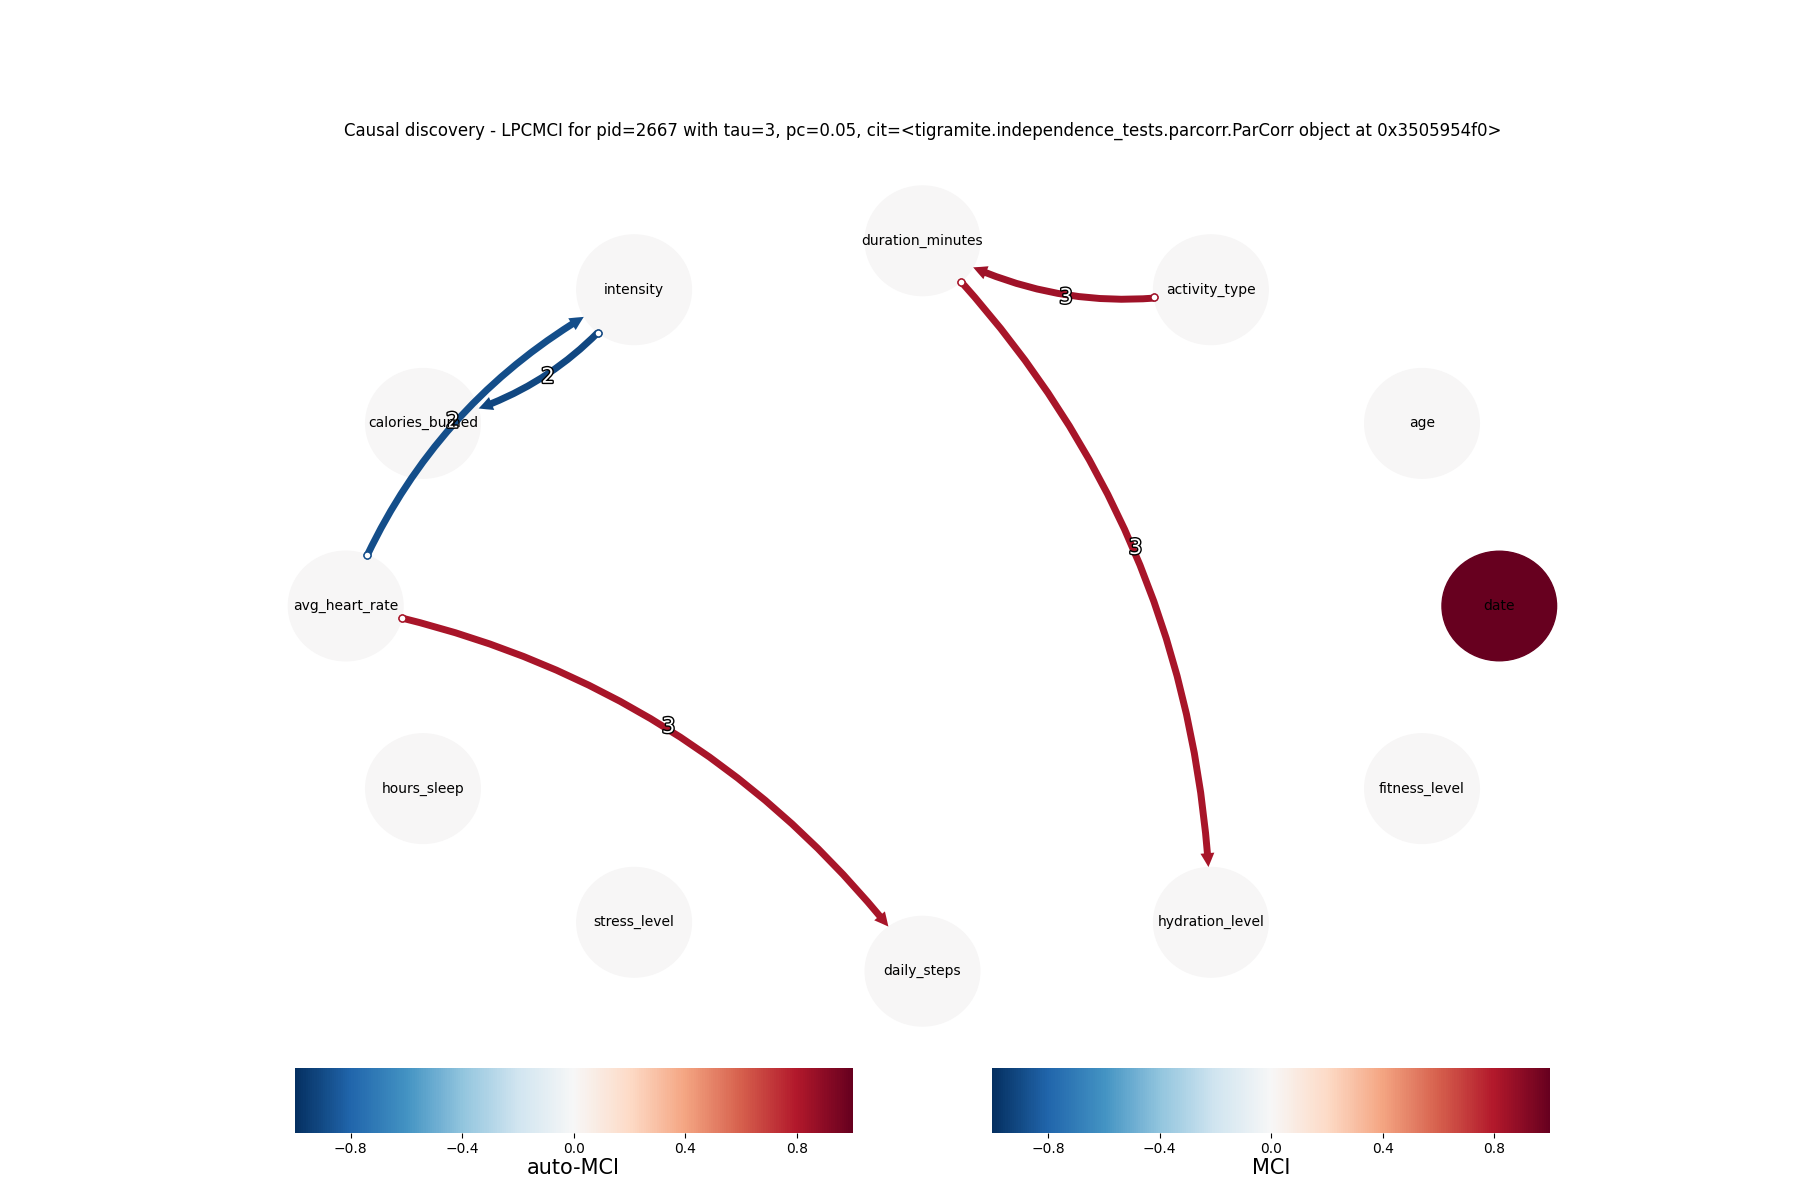 Causal discovery - LPCMCI for pid=2667 with tau=3, pc=0.05, cit=<tigramite.independence_tests.parcorr.ParCorr object at 0x3505954f0>
duration_minutes
intensity
activity_type
3
2
calories_burned
2
age
3
avg_heart_rate
date
3
hours_sleep
fitness_level
stress_level
hydration_level
daily_steps
−0.8 −0.4 0.0 0.4 0.8
auto-MCI
−0.8 −0.4 0.0 0.4 0.8
MCI